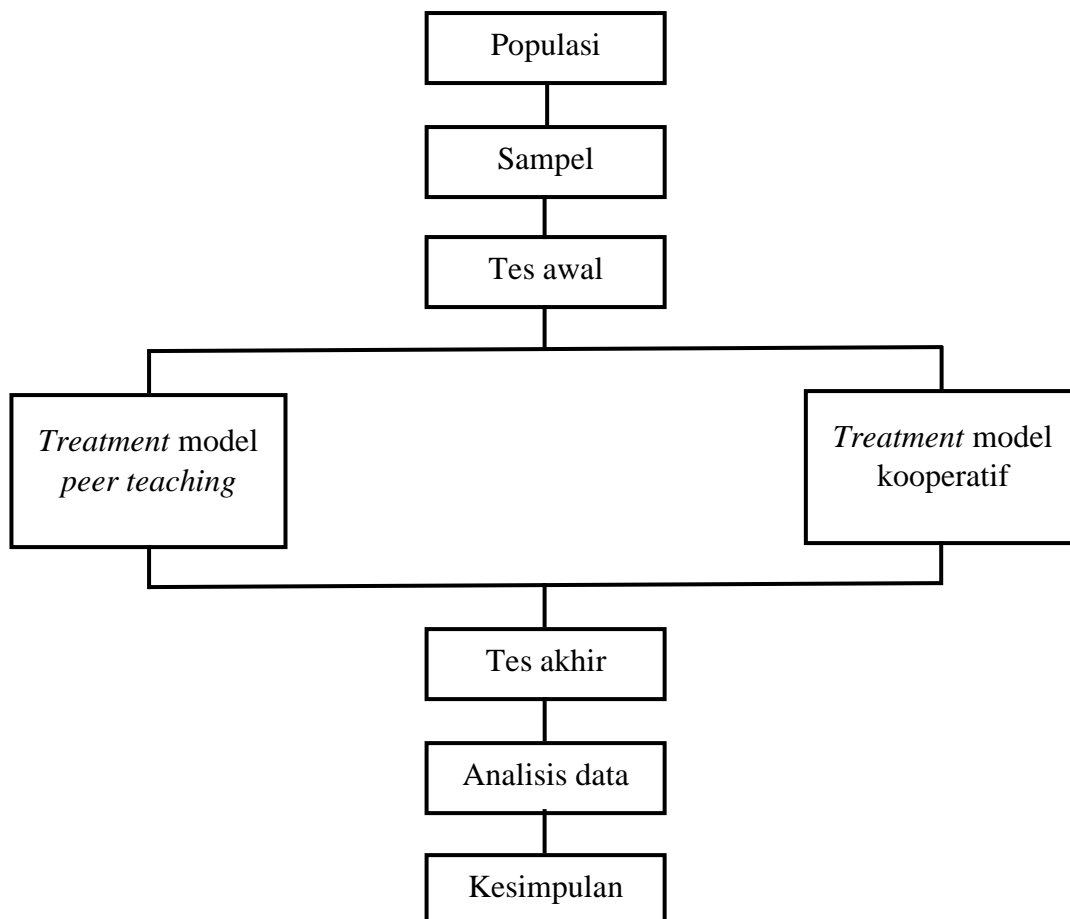 Populasi
Sampel
Tes awal
Treatment model
peer teaching
Treatment model
kooperatif
Tes akhir
Analisis data
Kesimpulan